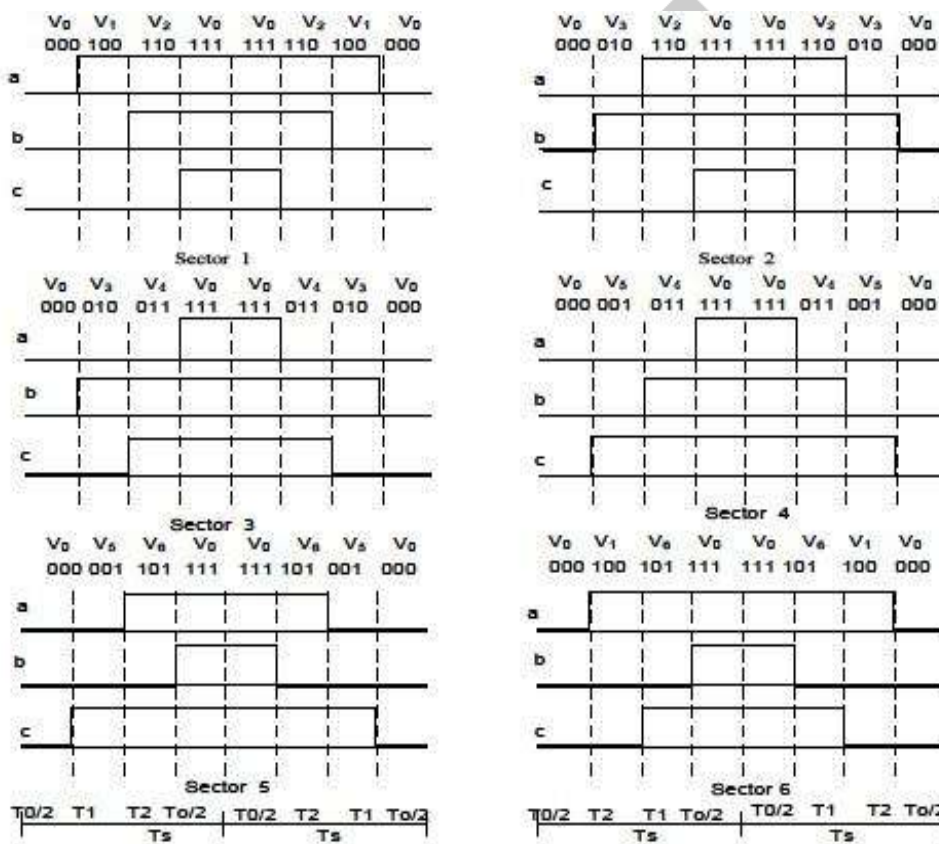 V0 V1 V2 V0 V0 V2 V1 V0
000 100 110 111 111 110 100 000
a
b
c
Sector 1
V0 V3 V2 V0 V0 V2 V3 V0
000 010 110 111 111 110 010 000
a
b
c
Sector 2
V0 V3 V4 V0 V0 V4 V3 V0
000 010 011 111 111 011 010 000
a
b
c
Sector 3
V0 V5 V4 V0 V0 V4 V5 V0
000 001 011 111 111 011 001 000
a
b
c
Sector 4
V0 V5 V6 V0 V0 V6 V5 V0
000 001 101 111 111 101 001 000
a
b
c
Sector 5
T0/2 T1 T2 To/2 T0/2 T2 T1 To/2
Ts Ts
V0 V1 V6 V0 V0 V6 V1 V0
000 100 101 111 111 101 100 000
a
b
c
Sector 6
T0/2 T2 T1 To/2 T0/2 T1 T2 To/2
Ts Ts